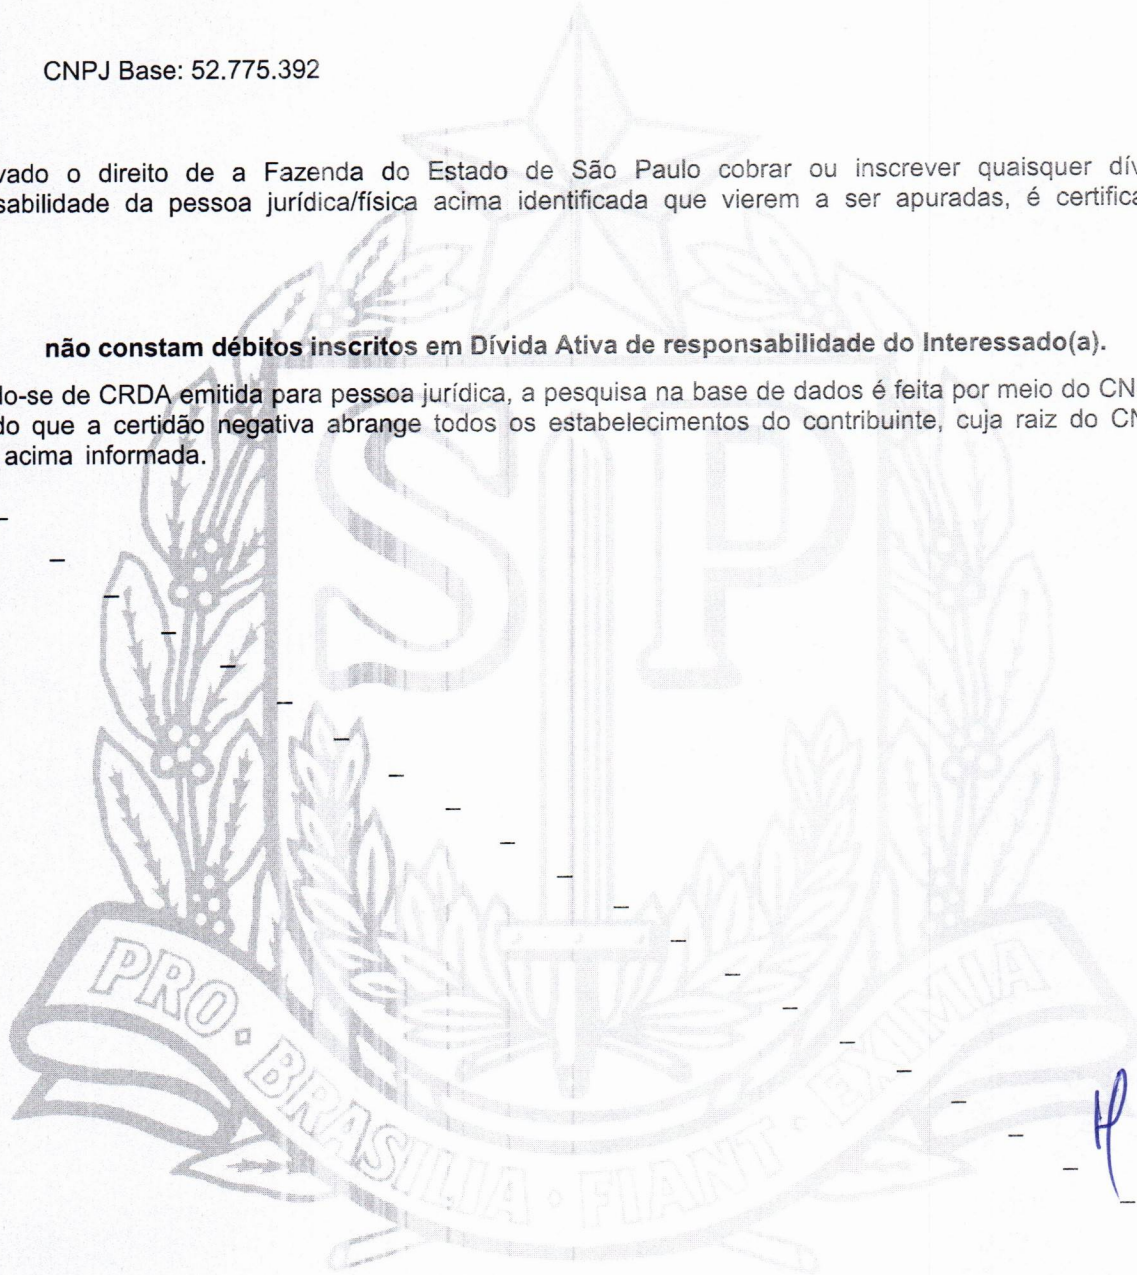 CNPJ Base: 52.775.392
vado o direito de a Fazenda do Estado de São Paulo cobrar ou inscrever quaisquer dív
sabilidade da pessoa jurídica/física acima identificada que vierem a ser apuradas, é certifica
não constam débitos inscritos em Dívida Ativa de responsabilidade do Interessado(a).
do-se de CRDA emitida para pessoa jurídica, a pesquisa na base de dados é feita por meio do CN
do que a certidão negativa abrange todos os estabelecimentos do contribuinte, cuja raiz do CN
acima informada.
SP
PRO · BRASILIA · FIANT · EXIMIA